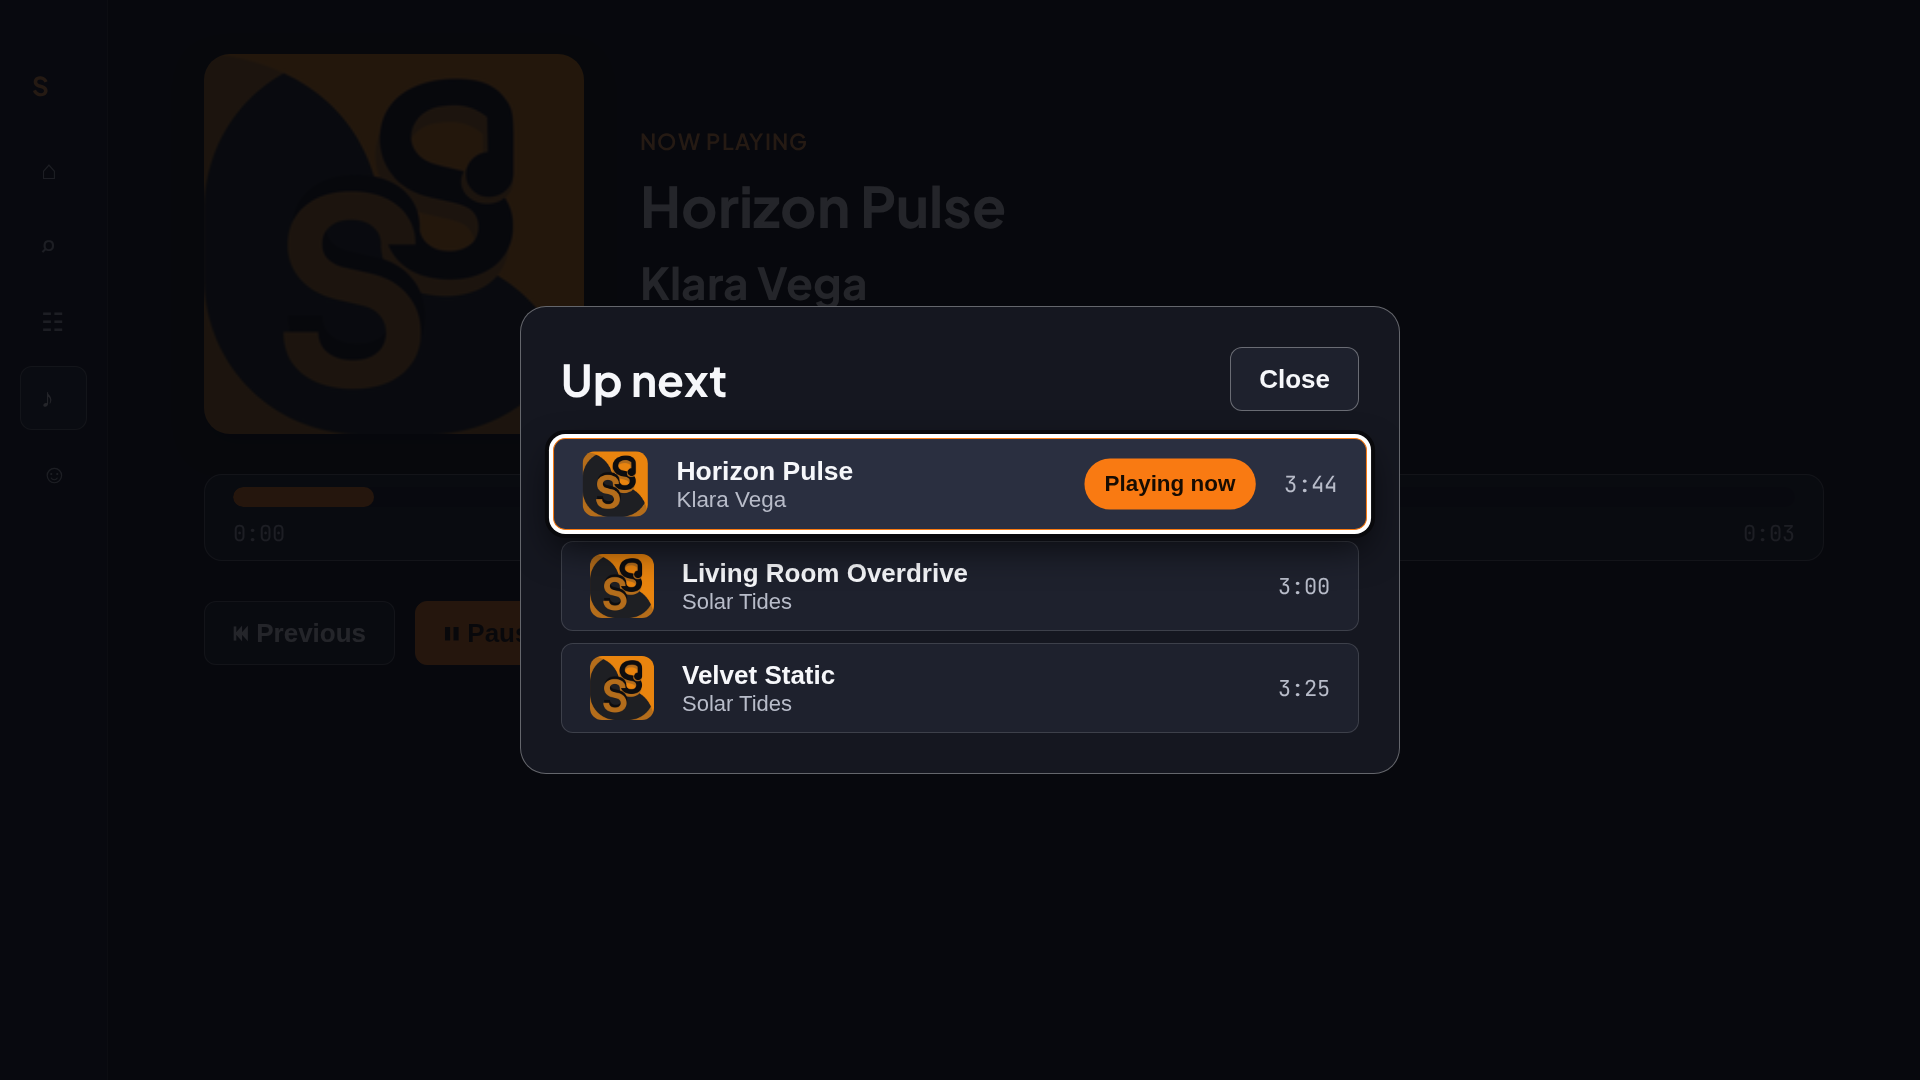 S
NOW PLAYING
Horizon Pulse
Klara Vega
Up next
Close
Horizon Pulse
Klara Vega
Playing now
3:44
Living Room Overdrive
Solar Tides
3:00
Velvet Static
Solar Tides
3:25
0:00
0:03
Previous
Paus